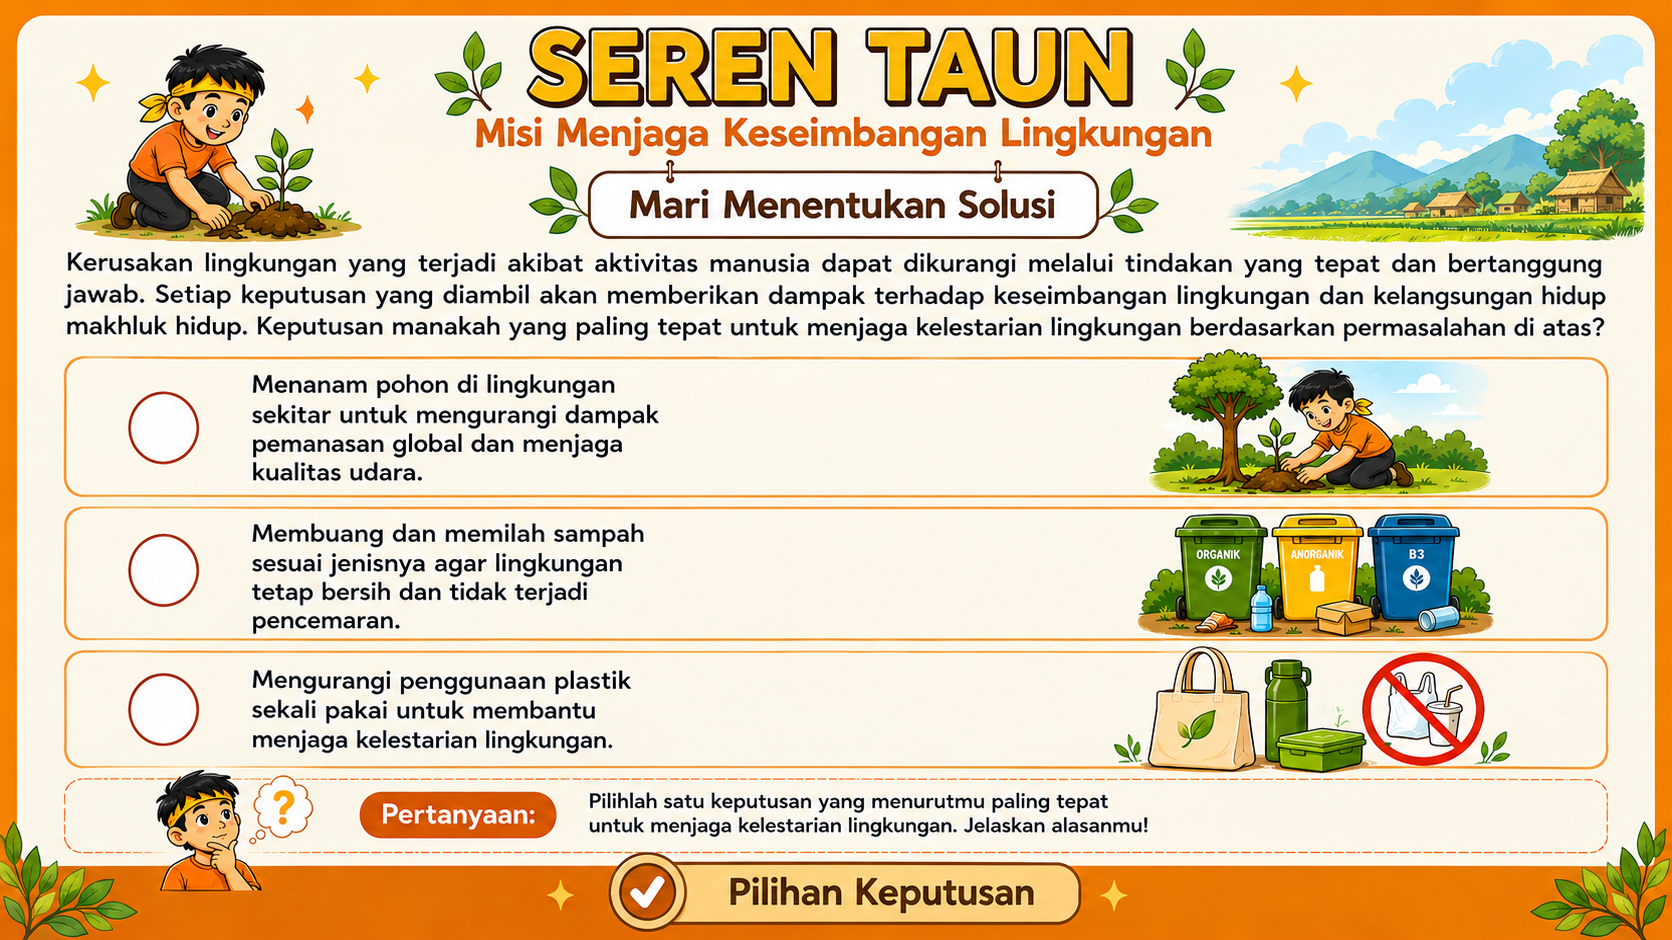 SEREN TAUN
Misi Menjaga Keseimbangan Lingkungan
Mari Menentukan Solusi
Kerusakan lingkungan yang terjadi akibat aktivitas manusia dapat dikurangi melalui tindakan yang tepat dan bertanggung
jawab. Setiap keputusan yang diambil akan memberikan dampak terhadap keseimbangan lingkungan dan kelangsungan hidup
makhluk hidup. Keputusan manakah yang paling tepat untuk menjaga kelestarian lingkungan berdasarkan permasalahan di atas?
Menanam pohon di lingkungan
sekitar untuk mengurangi dampak
pemanasan global dan menjaga
kualitas udara.
Membuang dan memilah sampah
sesuai jenisnya agar lingkungan
tetap bersih dan tidak terjadi
pencemaran.
ORGANIK
ANORGANIK
B3
Mengurangi penggunaan plastik
sekali pakai untuk membantu
menjaga kelestarian lingkungan.
?
Pertanyaan:
Pilihlah satu keputusan yang menurutmu paling tepat
untuk menjaga kelestarian lingkungan. Jelaskan alasanmu!
Pilihan Keputusan